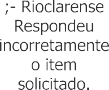 ;- Rioclarense
Respondeu
incorretamente
o item
solicitado.